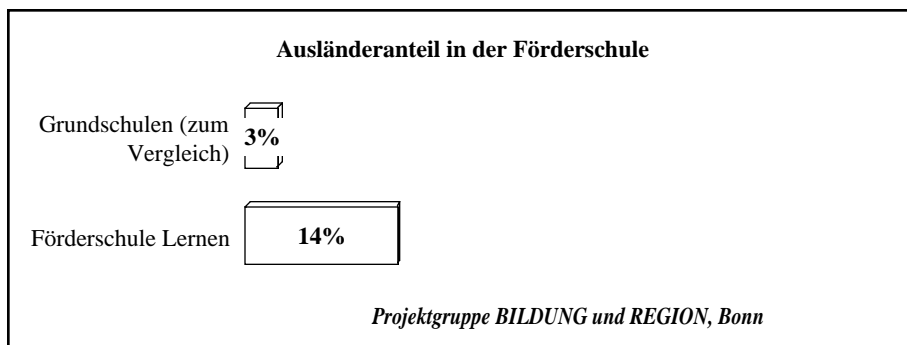 Ausländeranteil in der Förderschule
Grundschulen (zum
Vergleich)
3%
Förderschule Lernen
14%
Projektgruppe BILDUNG und REGION, Bonn